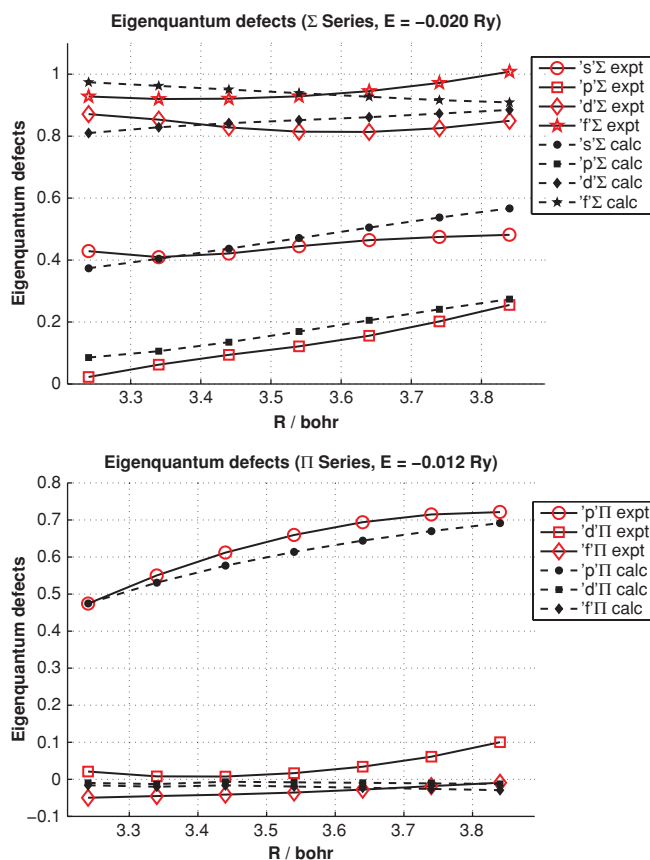 Eigenquantum defects (Σ Series, E = −0.020 Ry)
Eigenquantum defects
1
0.8
0.6
0.4
0.2
0
3.3 3.4 3.5 3.6 3.7 3.8
R / bohr
's'Σ expt
'p'Σ expt
'd'Σ expt
'f'Σ expt
's'Σ calc
'p'Σ calc
'd'Σ calc
'f'Σ calc
Eigenquantum defects (Π Series, E = −0.012 Ry)
Eigenquantum defects
0.8
0.7
0.6
0.5
0.4
0.3
0.2
0.1
0
−0.1
3.3 3.4 3.5 3.6 3.7 3.8
R / bohr
'p'Π expt
'd'Π expt
'f'Π expt
'p'Π calc
'd'Π calc
'f'Π calc